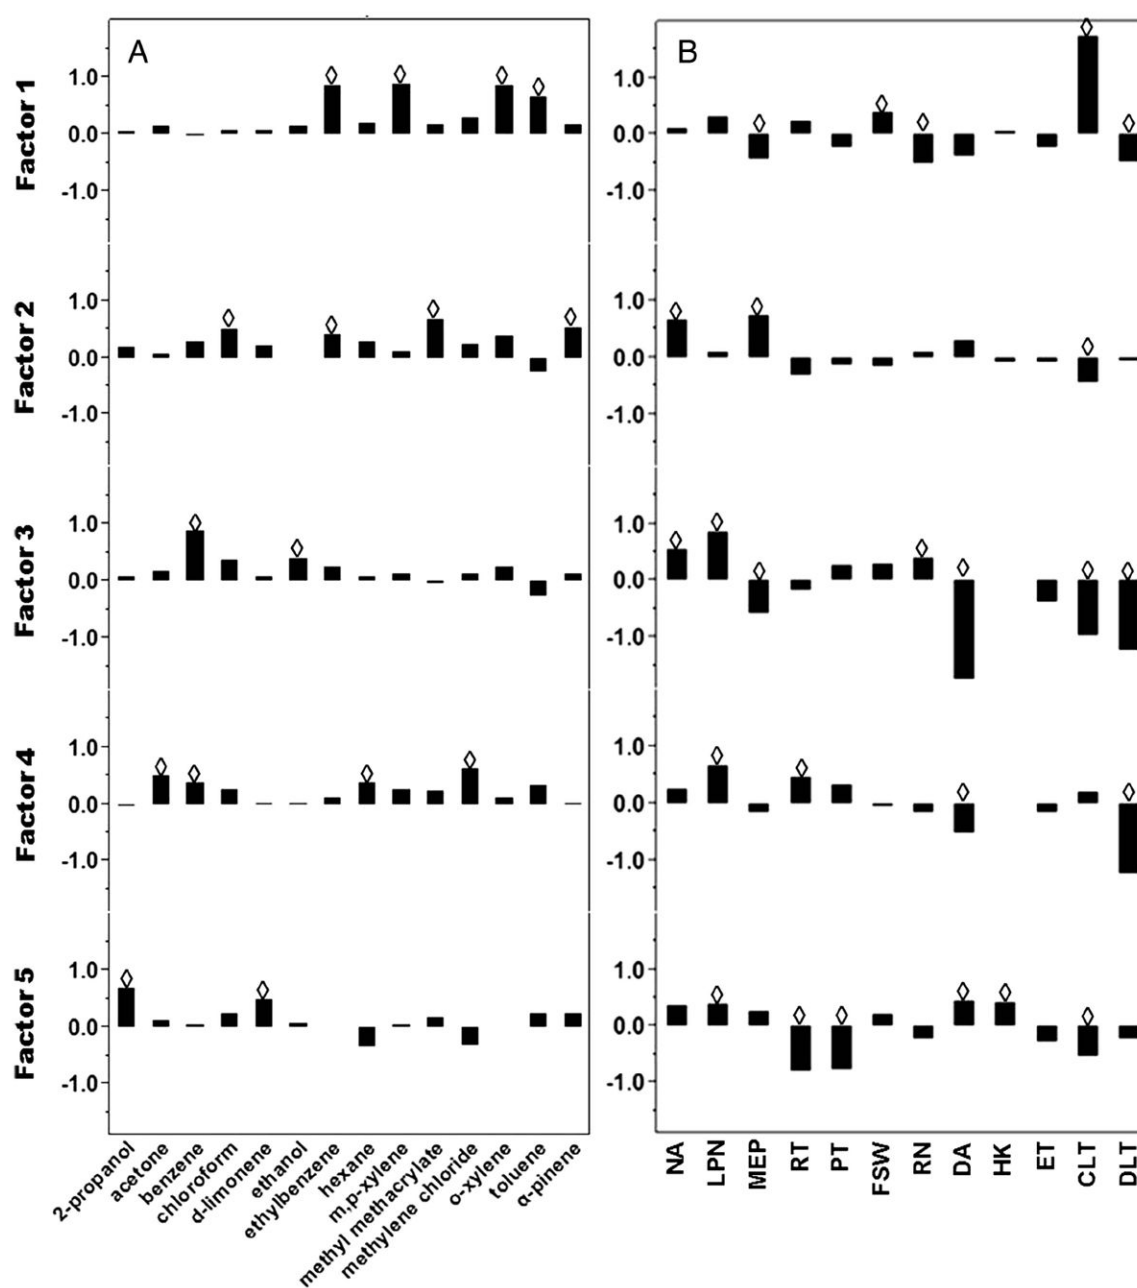 A
B
Factor 1
1.0
0.0
-1.0
1.0
0.0
-1.0
Factor 2
1.0
0.0
-1.0
1.0
0.0
-1.0
Factor 3
1.0
0.0
-1.0
1.0
0.0
-1.0
Factor 4
1.0
0.0
-1.0
1.0
0.0
-1.0
Factor 5
1.0
0.0
-1.0
1.0
0.0
-1.0
2-propanol
acetone
benzene
chloroform
d-limonene
ethanol
ethylbenzene
hexane
m,p-xylene
methyl methacrylate
methylene chloride
o-xylene
toluene
α-pinene
NA
LPN
MEP
RT
PT
FSW
RN
DA
HK
ET
CLT
DLT